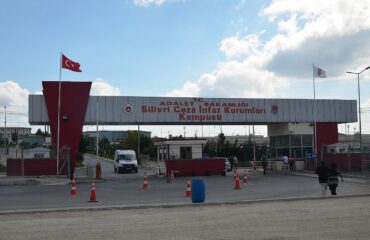 T.C.
ADALET BAKANLIĞI
Silivri Ceza İnfaz Kurumları
Kampüsü